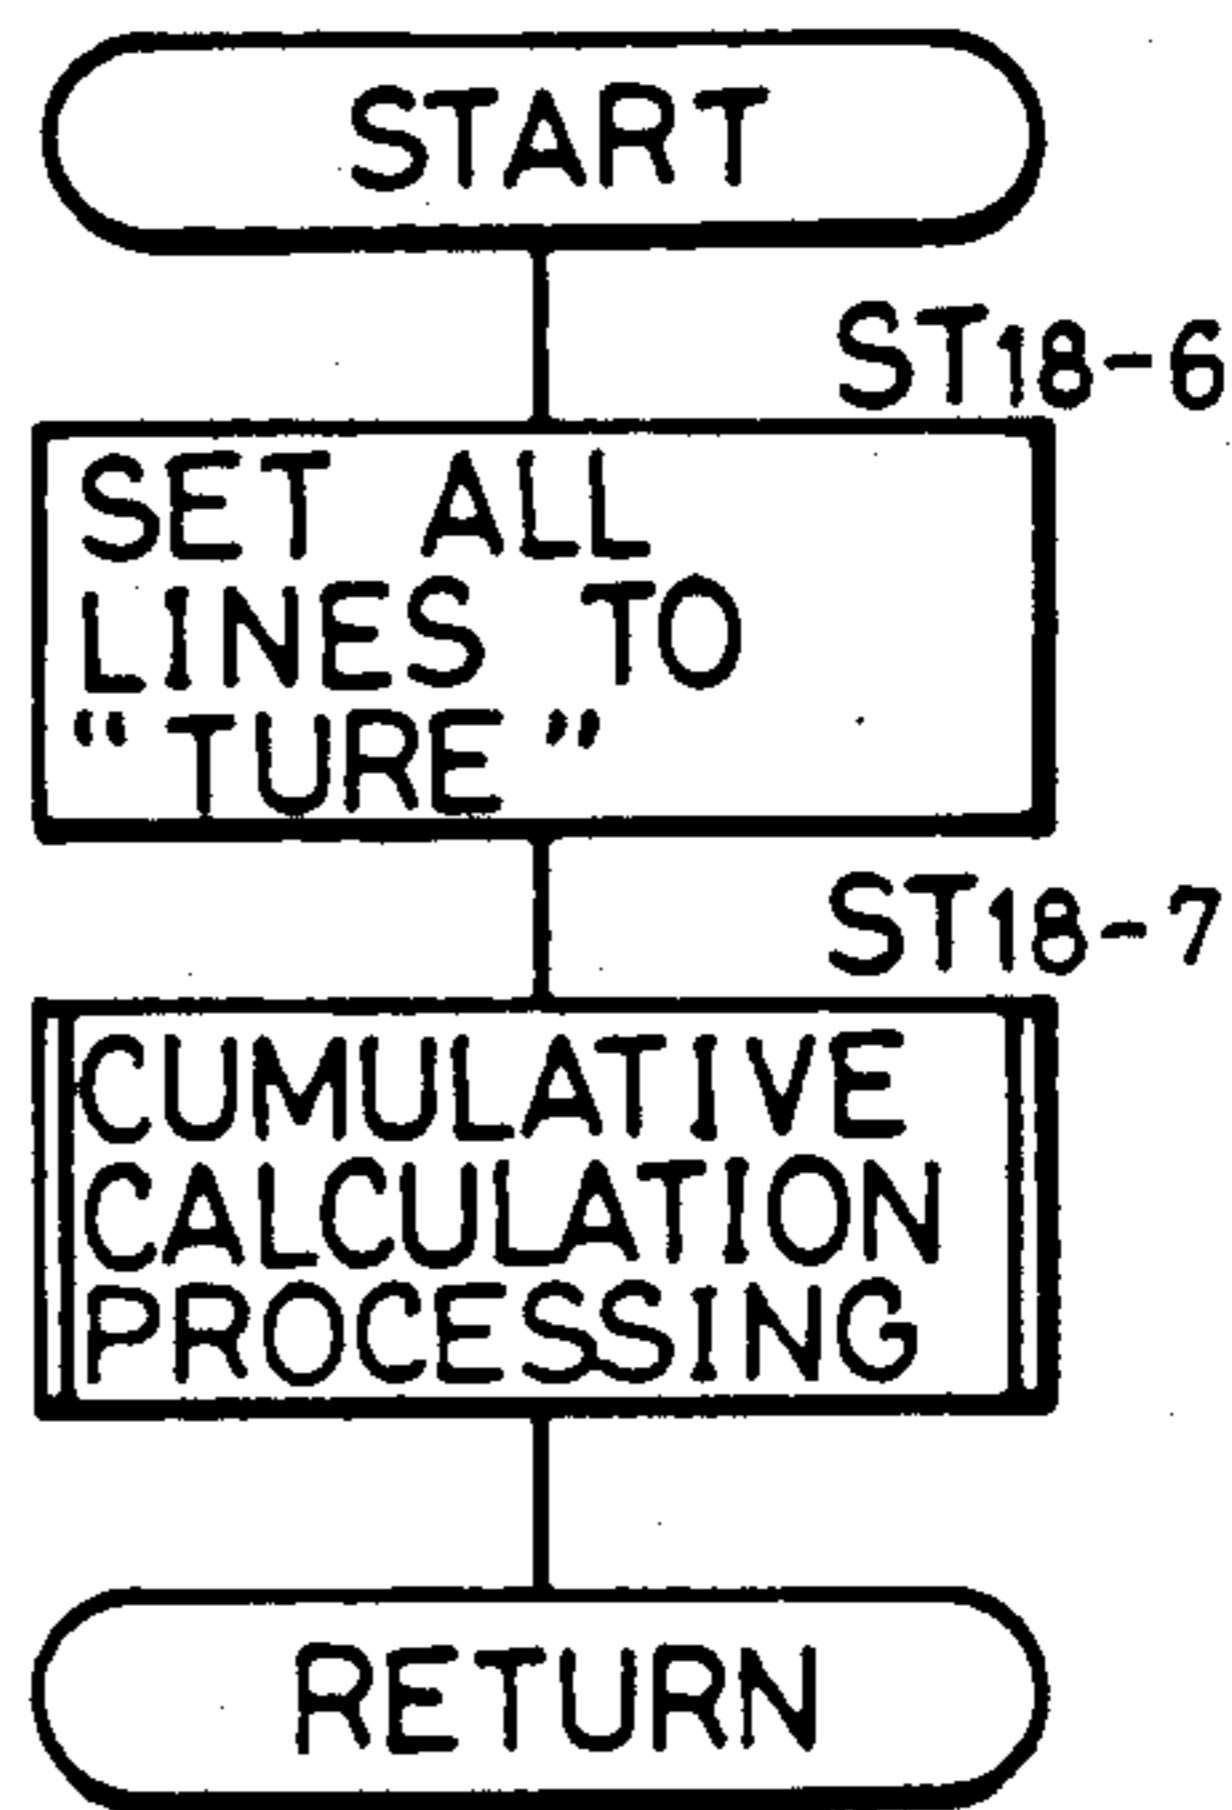 START
ST18-6
SET ALL
LINES TO
“TURE”
ST18-7
CUMULATIVE
CALCULATION
PROCESSING
RETURN